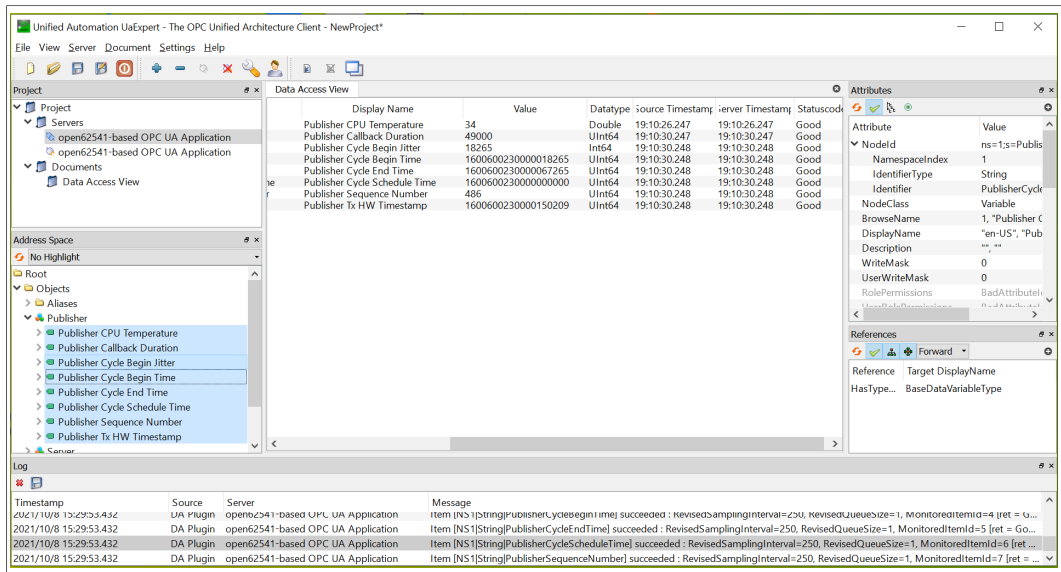 Unified Automation UaExpert - The OPC Unified Architecture Client - NewProject*
File View Server Document Settings Help
Project
Project
Servers
open62541-based OPC UA Application
open62541-based OPC UA Application
Documents
Data Access View
Address Space
No Highlight
Root
Objects
Aliases
Publisher
Publisher CPU Temperature
Publisher Callback Duration
Publisher Cycle Begin Jitter
Publisher Cycle Begin Time
Publisher Cycle End Time
Publisher Cycle Schedule Time
Publisher Sequence Number
Publisher Tx HW Timestamp
Server
Data Access View
Display Name Value Datatype Source Timestamp Server Timestamp Statuscode
Publisher CPU Temperature 34 Double 19:10:26.247 19:10:30.247 Good
Publisher Callback Duration 49000 UInt64 19:10:30.248 19:10:30.248 Good
Publisher Cycle Begin Jitter 18265 Int64 19:10:30.248 19:10:30.248 Good
Publisher Cycle Begin Time 1600600230000018265 UInt64 19:10:30.248 19:10:30.248 Good
Publisher Cycle End Time 1600600230000067265 UInt64 19:10:30.248 19:10:30.248 Good
ne Publisher Cycle Schedule Time 1600600230000000000 UInt64 19:10:30.248 19:10:30.248 Good
r Publisher Sequence Number 486 UInt64 19:10:30.248 19:10:30.248 Good
Publisher Tx HW Timestamp 1600600230000150209 UInt64 19:10:30.248 19:10:30.248 Good
Attributes
Attribute Value
NodeId ns=1;s=Publis
NamespaceIndex 1
IdentifierType String
Identifier PublisherCycle
NodeClass Variable
BrowseName 1, "Publisher C
DisplayName "en-US", "Pub
Description "", ""
WriteMask 0
UserWriteMask 0
RolePermissions BadAttributeI
UserRolePermissions BadAttributeI
References
Forward
Reference Target DisplayName
HasType... BaseDataVariableType
Log
Timestamp Source Server Message
2021/10/8 15:29:53.432 DA Plugin open62541-based OPC UA Application Item [NS1|String|PublisherCycleBeginTime] succeeded : RevisedSamplingInterval=250, RevisedQueueSize=1, MonitoredItemId=4 [ret = G...
2021/10/8 15:29:53.432 DA Plugin open62541-based OPC UA Application Item [NS1|String|PublisherCycleEndTime] succeeded : RevisedSamplingInterval=250, RevisedQueueSize=1, MonitoredItemId=5 [ret = Go...
2021/10/8 15:29:53.432 DA Plugin open62541-based OPC UA Application Item [NS1|String|PublisherCycleScheduleTime] succeeded : RevisedSamplingInterval=250, RevisedQueueSize=1, MonitoredItemId=6 [ret ...
2021/10/8 15:29:53.432 DA Plugin open62541-based OPC UA Application Item [NS1|String|PublisherSequenceNumber] succeeded : RevisedSamplingInterval=250, RevisedQueueSize=1, MonitoredItemId=7 [ret = ...